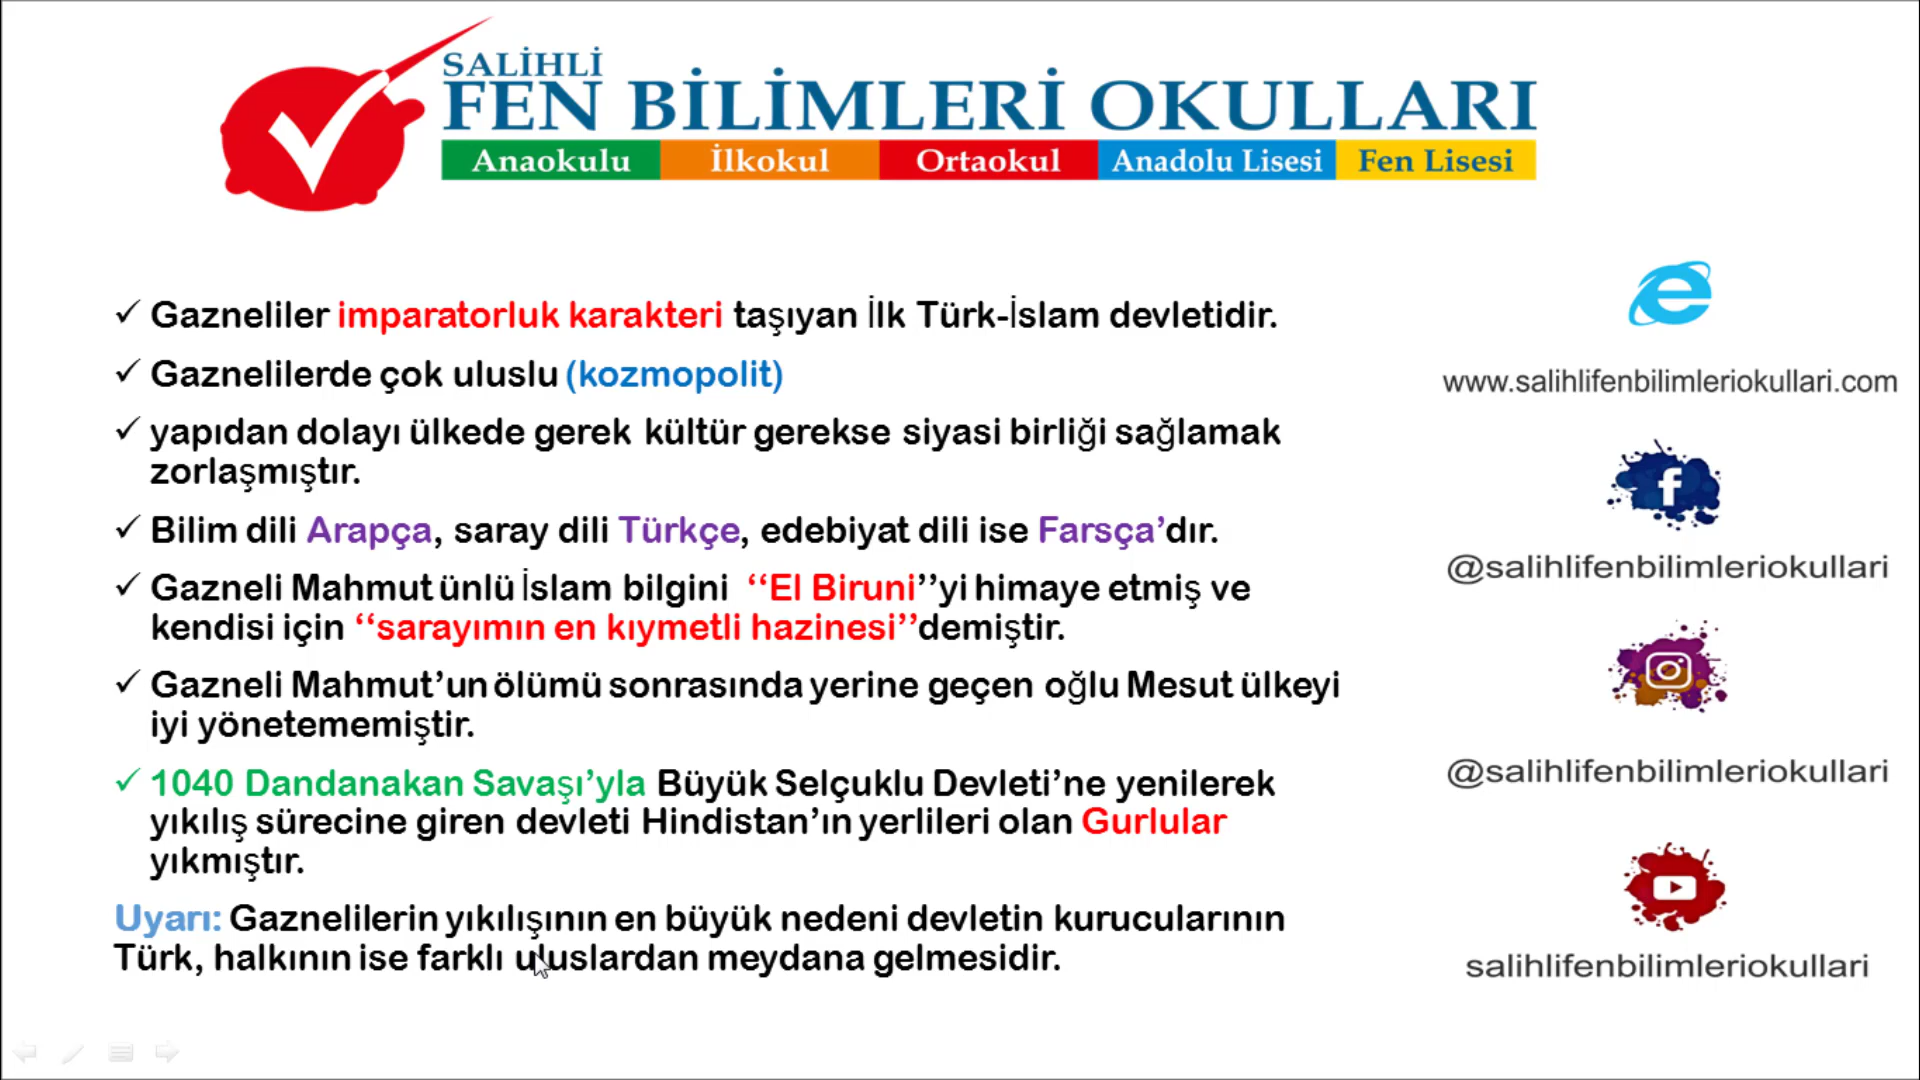 SALİHLİ
FEN BİLİMLERİ OKULLARI
Anaokulu İlkokul Ortaokul Anadolu Lisesi Fen Lisesi
✓ Gazneliler imparatorluk karakteri taşıyan İlk Türk-İslam devletidir.
✓ Gaznelilerde çok uluslu (kozmopolit)
✓ yapıdan dolayı ülkede gerek kültür gerekse siyasi birliği sağlamak
zorlaşmıştır.
✓ Bilim dili Arapça, saray dili Türkçe, edebiyat dili ise Farsça’dır.
✓ Gazneli Mahmut ünlü İslam bilgini ‘‘El Biruni’’yi himaye etmiş ve
kendisi için ‘‘sarayımın en kıymetli hazinesi’’demiştir.
✓ Gazneli Mahmut’un ölümü sonrasında yerine geçen oğlu Mesut ülkeyi
iyi yönetememiştir.
✓ 1040 Dandanakan Savaşı’yla Büyük Selçuklu Devleti’ne yenilerek
yıkılış sürecine giren devleti Hindistan’ın yerlileri olan Gurlular
yıkmıştır.
Uyarı: Gaznelilerin yıkılışının en büyük nedeni devletin kurucularının
Türk, halkının ise farklı uluslardan meydana gelmesidir.
www.salihlifenbilimleriokullari.com
@salihlifenbilimleriokullari
@salihlifenbilimleriokullari
salihlifenbilimleriokullari